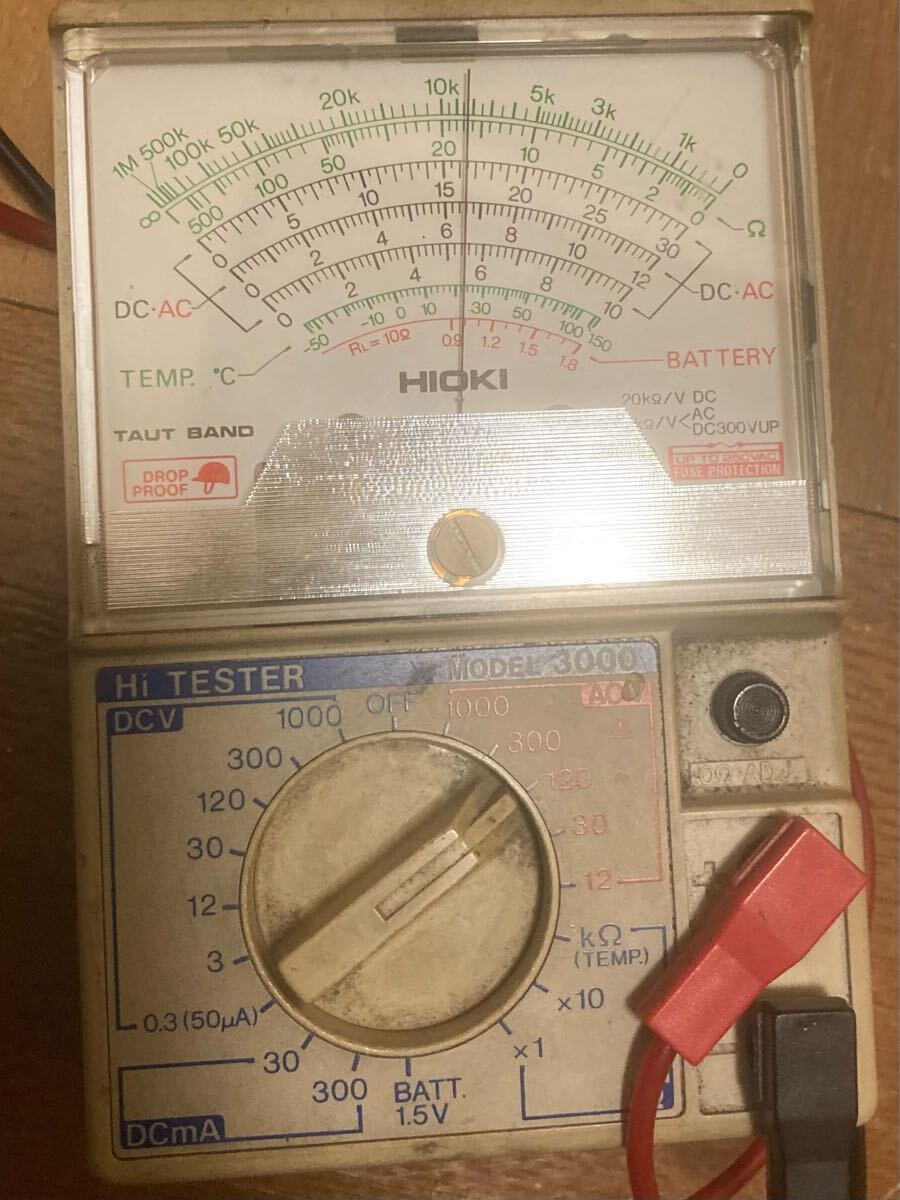 1M 500k 100k 50k 20k 10k 5k 3k 1k 0
∞ 500 100 50 20 10 5 2 0 Ω
0 5 10 15 20 25 30
0 2 4 6 8 10 12
0 2 4 6 8 10
DC·AC
DC·AC
-50 -10 0 10 30 50 100 150
TEMP. °C
RL=10Ω 0.9 1.2 1.5 1.8
BATTERY
HIOKI
20kΩ/V DC
Ω/V AC
DC300VUP
TAUT BAND
DROP
PROOF
UP TO 250VAC
FUSE PROTECTION
Hi TESTER
MODEL 3000
DCV
1000
OFF
1000
ACV
300
300
120
120
30
30
12
12
3
kΩ
(TEMP.)
0.3 (50μA)
×10
30
×1
300
BATT.
1.5V
DCmA
0Ω ADJ.
+